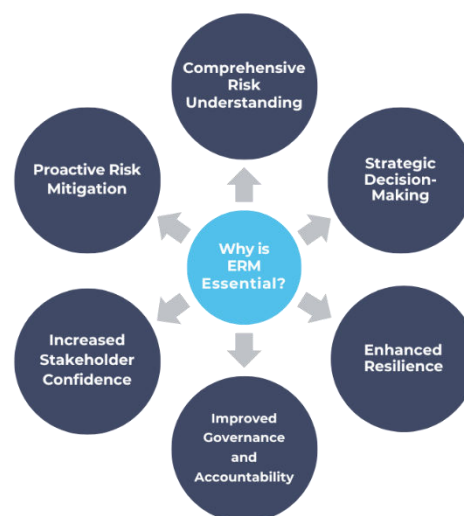 Comprehensive
Risk
Understanding
Proactive Risk
Mitigation
Strategic
Decision-
Making
Why is
ERM
Essential?
Increased
Stakeholder
Confidence
Enhanced
Resilience
Improved
Governance
and
Accountability